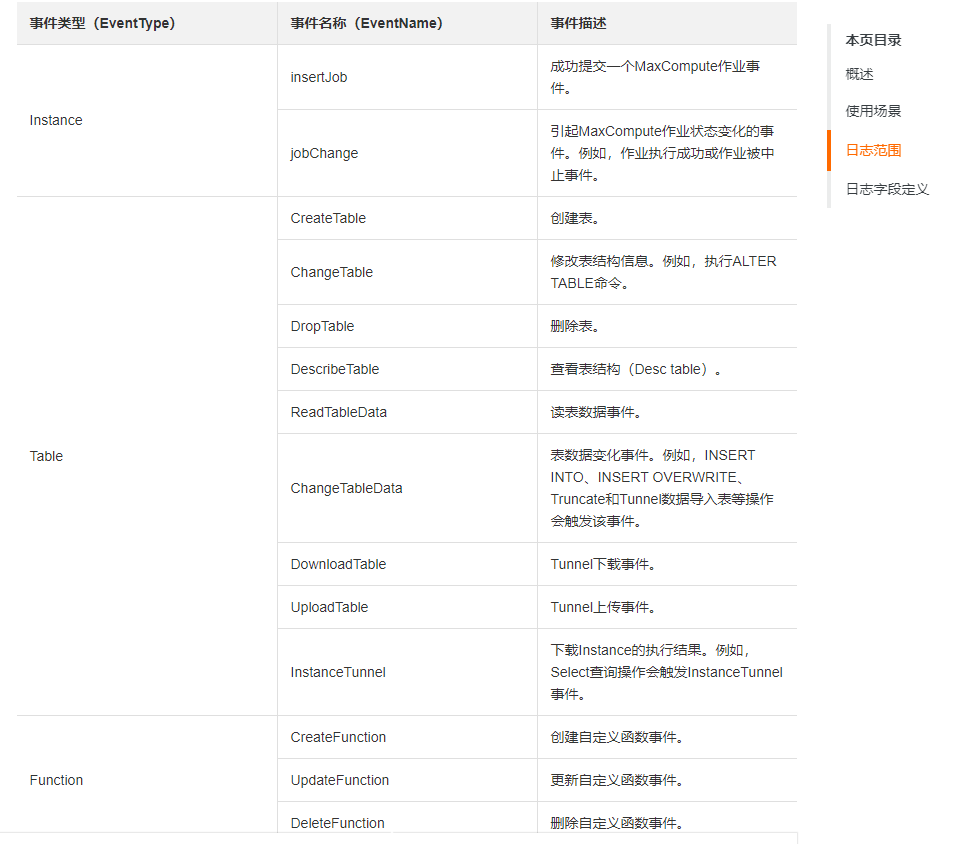 事件类型（EventType）
事件名称（EventName）
事件描述
Instance
insertJob
成功提交一个MaxCompute作业事
件。
jobChange
引起MaxCompute作业状态变化的事
件。例如，作业执行成功或作业被中
止事件。
Table
CreateTable
创建表。
ChangeTable
修改表结构信息。例如，执行ALTER
TABLE命令。
DropTable
删除表。
DescribeTable
查看表结构（Desc table）。
ReadTableData
读表数据事件。
ChangeTableData
表数据变化事件。例如，INSERT
INTO、INSERT OVERWRITE、
Truncate和Tunnel数据导入表等操作
会触发该事件。
DownloadTable
Tunnel下载事件。
UploadTable
Tunnel上传事件。
InstanceTunnel
下载Instance的执行结果。例如，
Select查询操作会触发InstanceTunnel
事件。
Function
CreateFunction
创建自定义函数事件。
UpdateFunction
更新自定义函数事件。
DeleteFunction
删除自定义函数事件。
本页目录
概述
使用场景
日志范围
日志字段定义